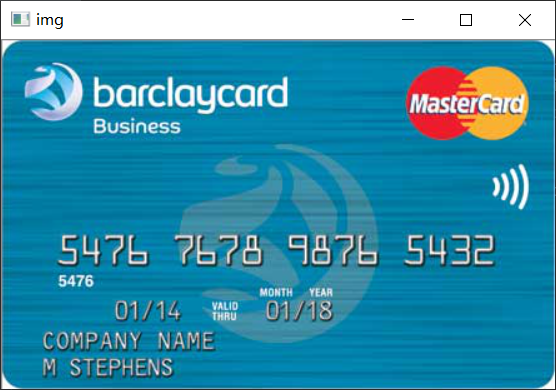 img
barclaycard
Business
MasterCard
5476 7678 9876 5432
5476
MONTH YEAR
01/14 VALID THRU 01/18
COMPANY NAME
M STEPHENS